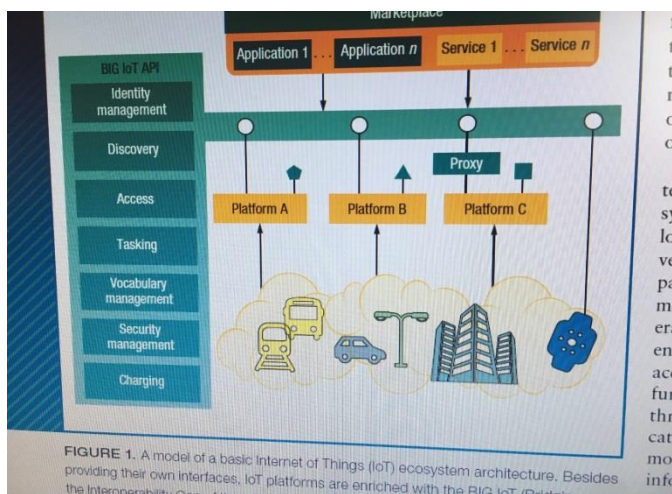 Marketplace
Application 1 . . . Application n Service 1 . . . Service n
BIG IoT API
Identity
management
Discovery
Access
Tasking
Vocabulary
management
Security
management
Charging
Proxy
Platform A Platform B Platform C
FIGURE 1. A model of a basic Internet of Things (IoT) ecosystem architecture. Besides
providing their own interfaces, IoT platforms are enriched with the BIG IoT
the Interoperability